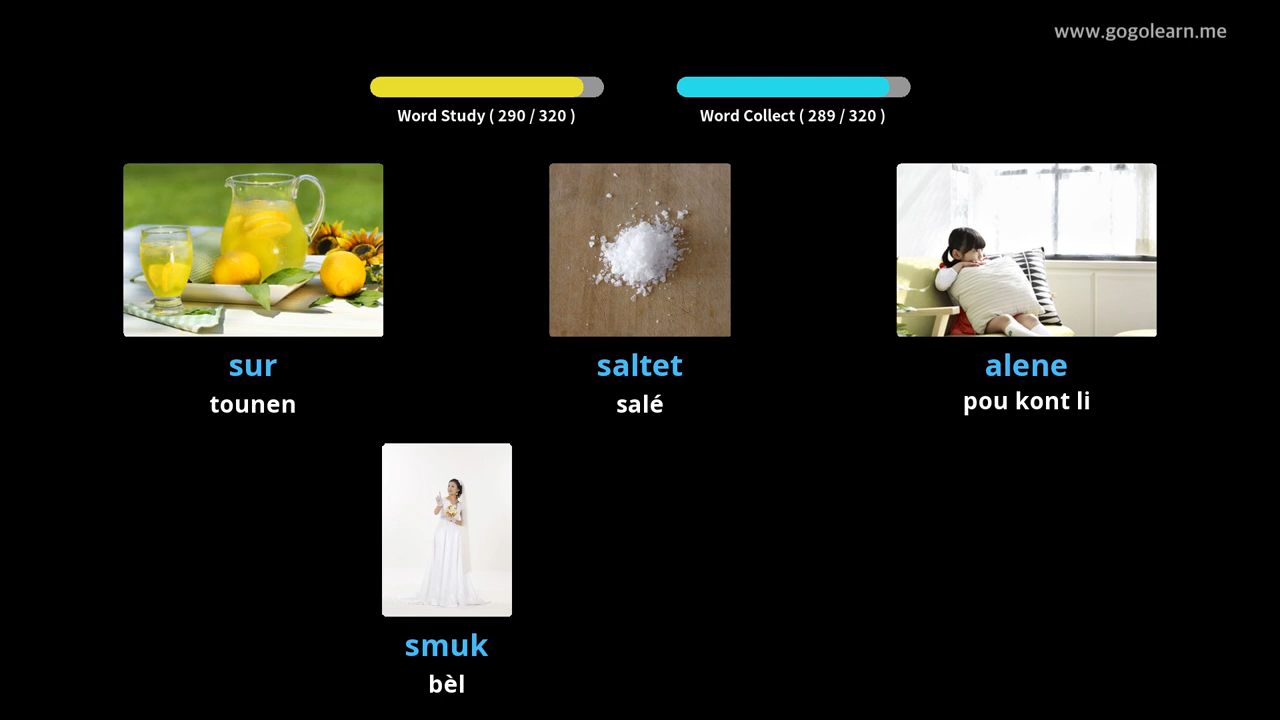 www.gogolearn.me
Word Study ( 290 / 320 )
Word Collect ( 289 / 320 )
sur
tounen
saltet
salé
alene
pou kont li
smuk
bèl